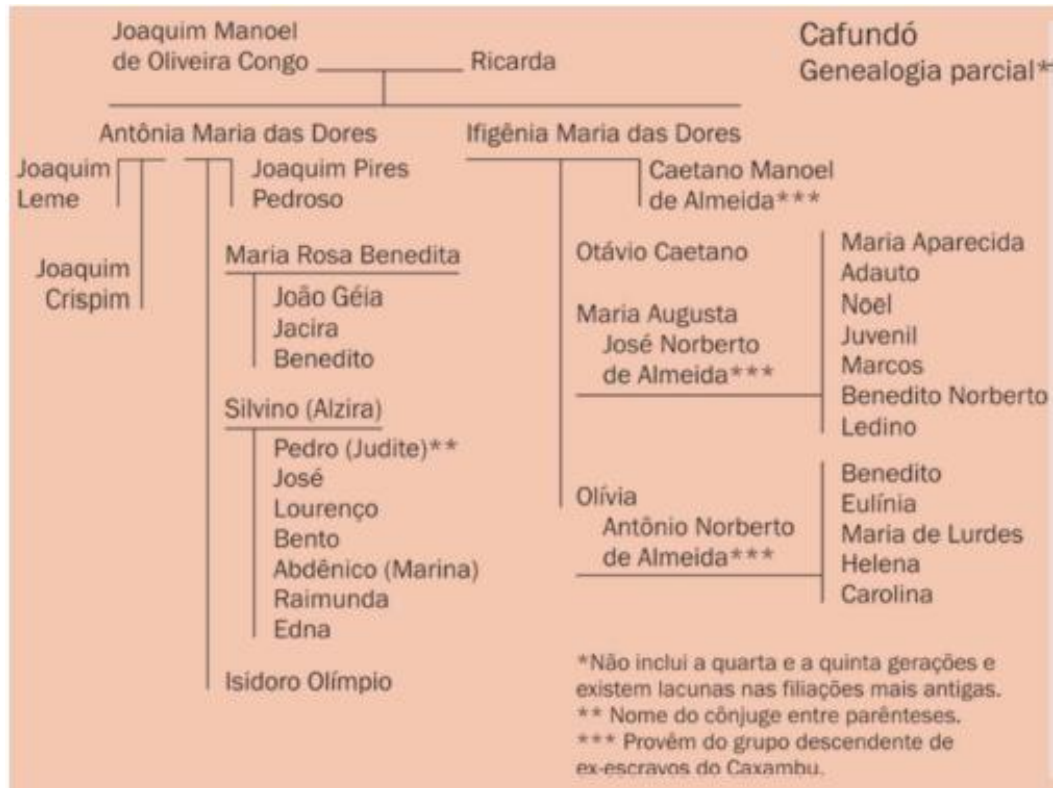 Joaquim Manoel
de Oliveira Congo
Ricarda
Cafundó
Genealogia parcial*
Antônia Maria das Dores
Ifigênia Maria das Dores
Joaquim
Leme
Joaquim Pires
Pedroso
Caetano Manoel
de Almeida***
Joaquim
Crispim
Maria Rosa Benedita
João Géia
Jacira
Benedito
Silvino (Alzira)
Pedro (Judite)**
José
Lourenço
Bento
Abdênico (Marina)
Raimunda
Edna
Isidoro Olímpio
Otávio Caetano
Maria Augusta
José Norberto
de Almeida***
Maria Aparecida
Adauto
Noel
Juvenil
Marcos
Benedito Norberto
Ledino
Olívia
Antônio Norberto
de Almeida***
Benedito
Eulínia
Maria de Lurdes
Helena
Carolina
*Não inclui a quarta e a quinta gerações e
existem lacunas nas filiações mais antigas.
** Nome do cônjuge entre parênteses.
*** Provêm do grupo descendente de
ex-escravos do Caxambu.